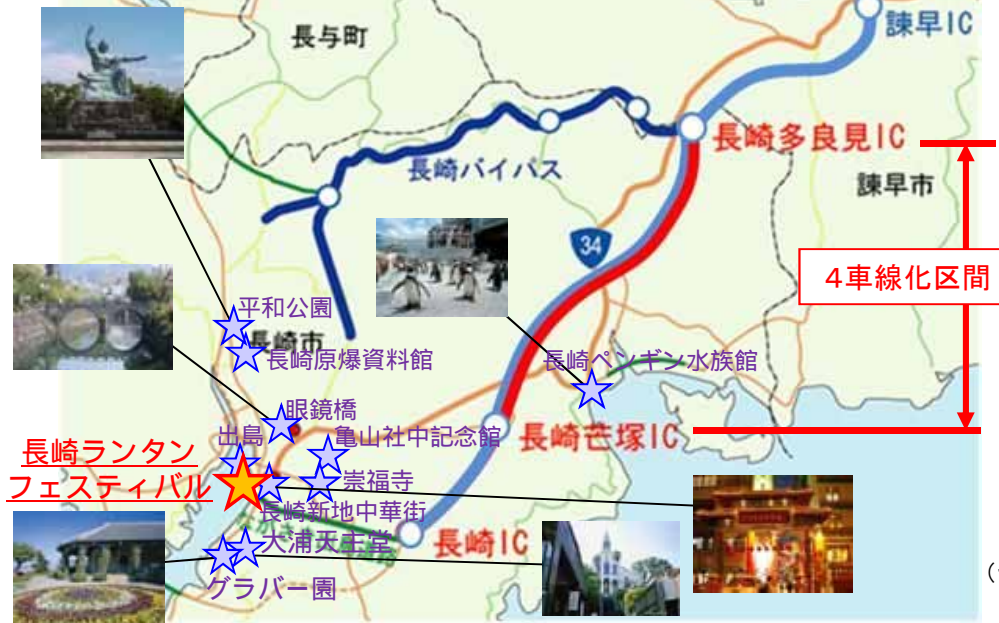 諫早IC
長与町
長崎多良見IC
長崎バイパス
諫早市
34
4車線化区間
平和公園
長崎市
長崎原爆資料館
長崎ペンギン水族館
眼鏡橋
出島
亀山社中記念館
長崎芒塚IC
長崎ランタン
フェスティバル
崇福寺
長崎新地中華街
大浦天主堂
長崎IC
グラバー園